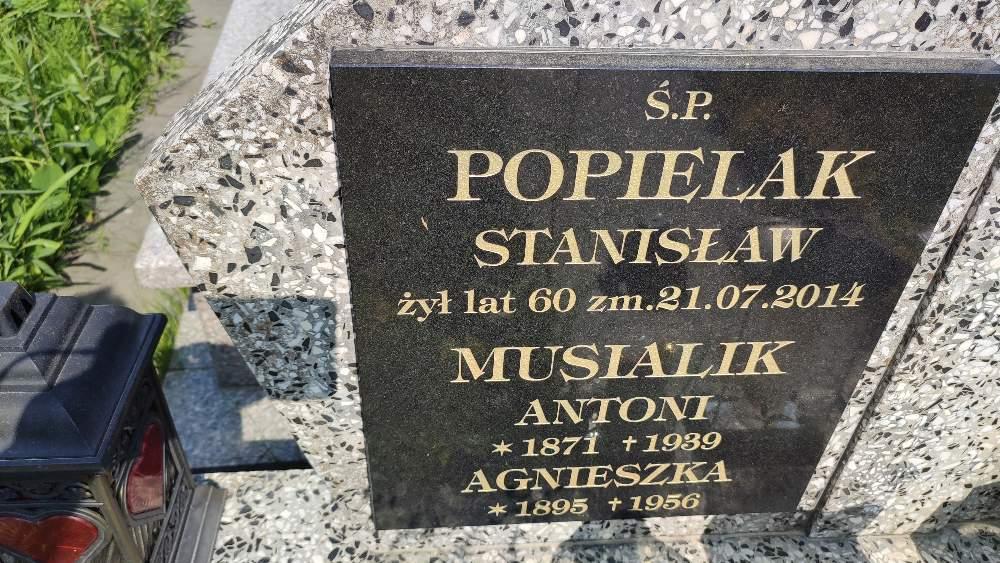 Ś.P.
POPIELAK
STANISŁAW
żył lat 60 zm.21.07.2014
MUSIALIK
ANTONI
✶ 1871 † 1939
AGNIESZKA
✶ 1895 † 1956